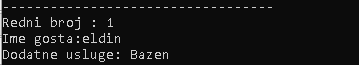 ----------------------------------
Redni broj : 1
Ime gosta:eldin
Dodatne usluge: Bazen